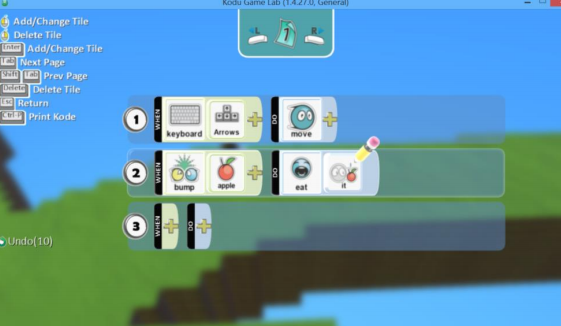 Kodu Game Lab (1.4.27.0, General)
L 1 R
Add/Change Tile
Delete Tile
Enter Add/Change Tile
Tab Next Page
Shift Tab Prev Page
Delete Delete Tile
Esc Return
Ctrl-P Print Kode
1 WHEN keyboard Arrows DO move
2 WHEN bump apple DO eat it
3 WHEN DO
Undo(10)